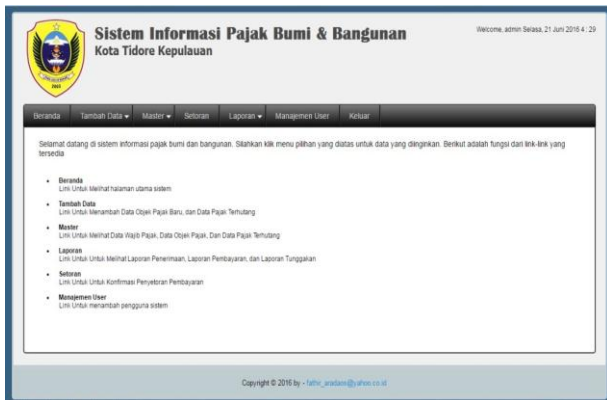 Sistem Informasi Pajak Bumi & Bangunan
Kota Tidore Kepulauan
Welcome, admin Selasa, 21 Juni 2016 4 : 29
Beranda Tambah Data Master Setoran Laporan Manajemen User Keluar
Selamat datang di sistem informasi pajak bumi dan bangunan. Silahkan klik menu pilihan yang diatas untuk data yang diinginkan. Berikut adalah fungsi dari link-link yang
tersedia
Beranda
Link Untuk Melihat halaman utama sistem
Tambah Data
Link Untuk Menambah Data Objek Pajak Baru, dan Data Pajak Terhutang
Master
Link Untuk Melihat Data Wajib Pajak, Data Objek Pajak, Dan Data Pajak Terhutang
Laporan
Link Untuk Untuk Melihat Laporan Penerimaan, Laporan Pembayaran, dan Laporan Tunggakan
Setoran
Link Untuk Untuk Konfirmasi Penyetoran Pembayaran
Manajemen User
Link Untuk menambah pengguna sistem
Copyright © 2016 by -